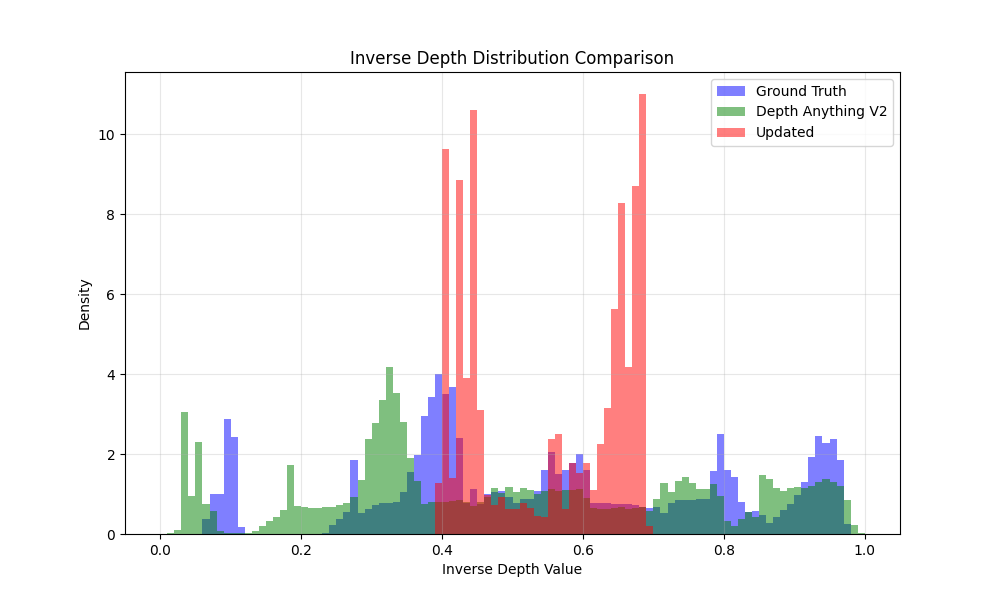 Inverse Depth Distribution Comparison
Ground Truth
Depth Anything V2
Updated
Density
10
8
6
4
2
0
0.0 0.2 0.4 0.6 0.8 1.0
Inverse Depth Value